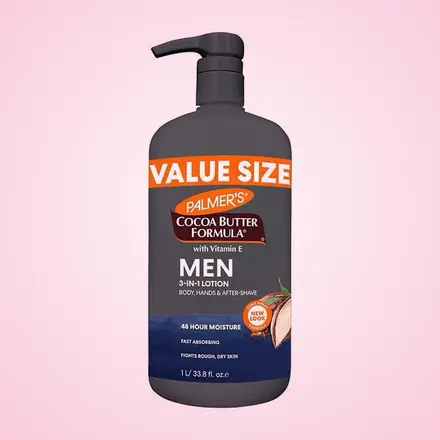 VALUE SIZE
PALMER'S®
COCOA BUTTER
FORMULA®
with Vitamin E
MEN
3-IN-1 LOTION
BODY, HANDS & AFTER-SHAVE
NEW
LOOK
48 HOUR MOISTURE
FAST ABSORBING
FIGHTS ROUGH, DRY SKIN
1 L/ 33.8 fl. oz.e